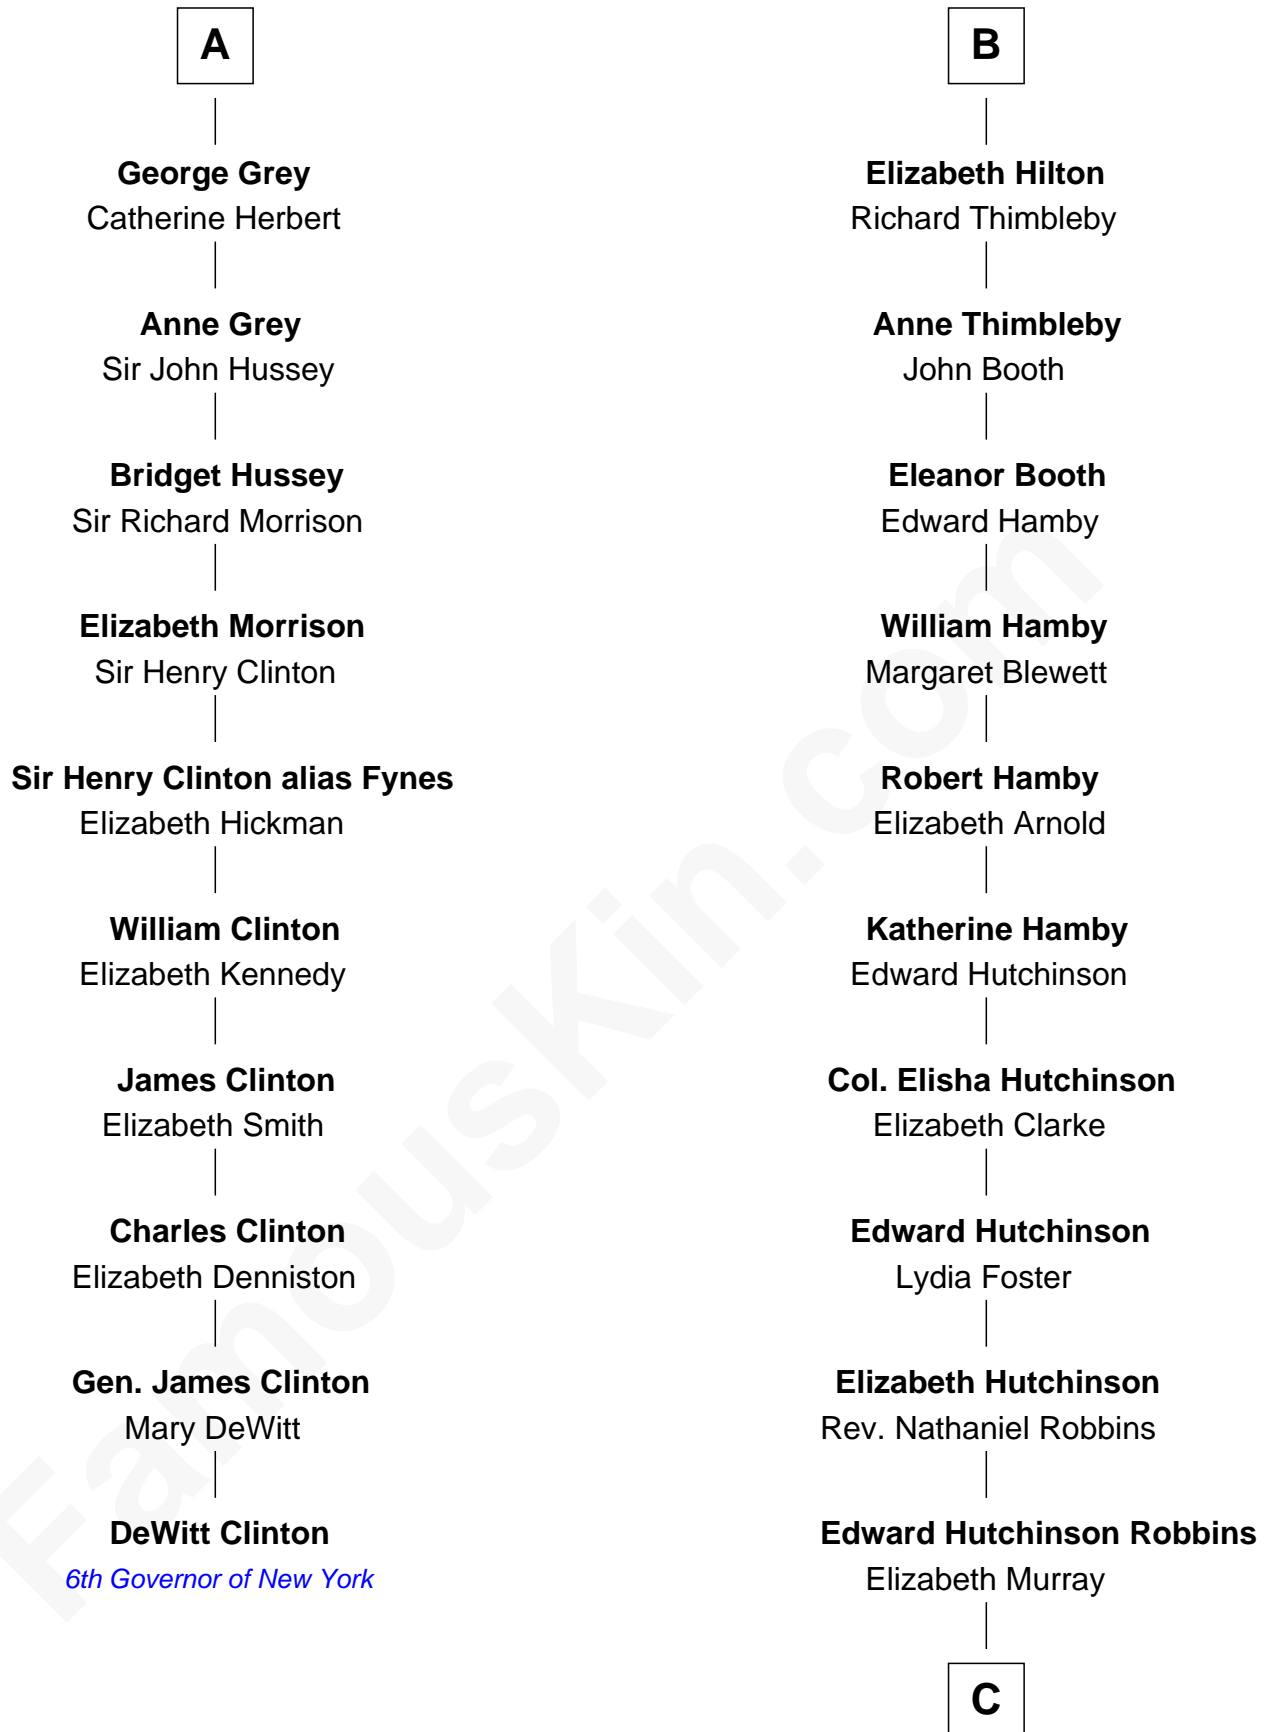 A
George Grey
Catherine Herbert
Anne Grey
Sir John Hussey
Bridget Hussey
Sir Richard Morrison
Elizabeth Morrison
Sir Henry Clinton
Sir Henry Clinton alias Fynes
Elizabeth Hickman
William Clinton
Elizabeth Kennedy
James Clinton
Elizabeth Smith
Charles Clinton
Elizabeth Denniston
Gen. James Clinton
Mary DeWitt
DeWitt Clinton
6th Governor of New York
B
Elizabeth Hilton
Richard Thimbleby
Anne Thimbleby
John Booth
Eleanor Booth
Edward Hamby
William Hamby
Margaret Blewett
Robert Hamby
Elizabeth Arnold
Katherine Hamby
Edward Hutchinson
Col. Elisha Hutchinson
Elizabeth Clarke
Edward Hutchinson
Lydia Foster
Elizabeth Hutchinson
Rev. Nathaniel Robbins
Edward Hutchinson Robbins
Elizabeth Murray
C
FamousKin.com